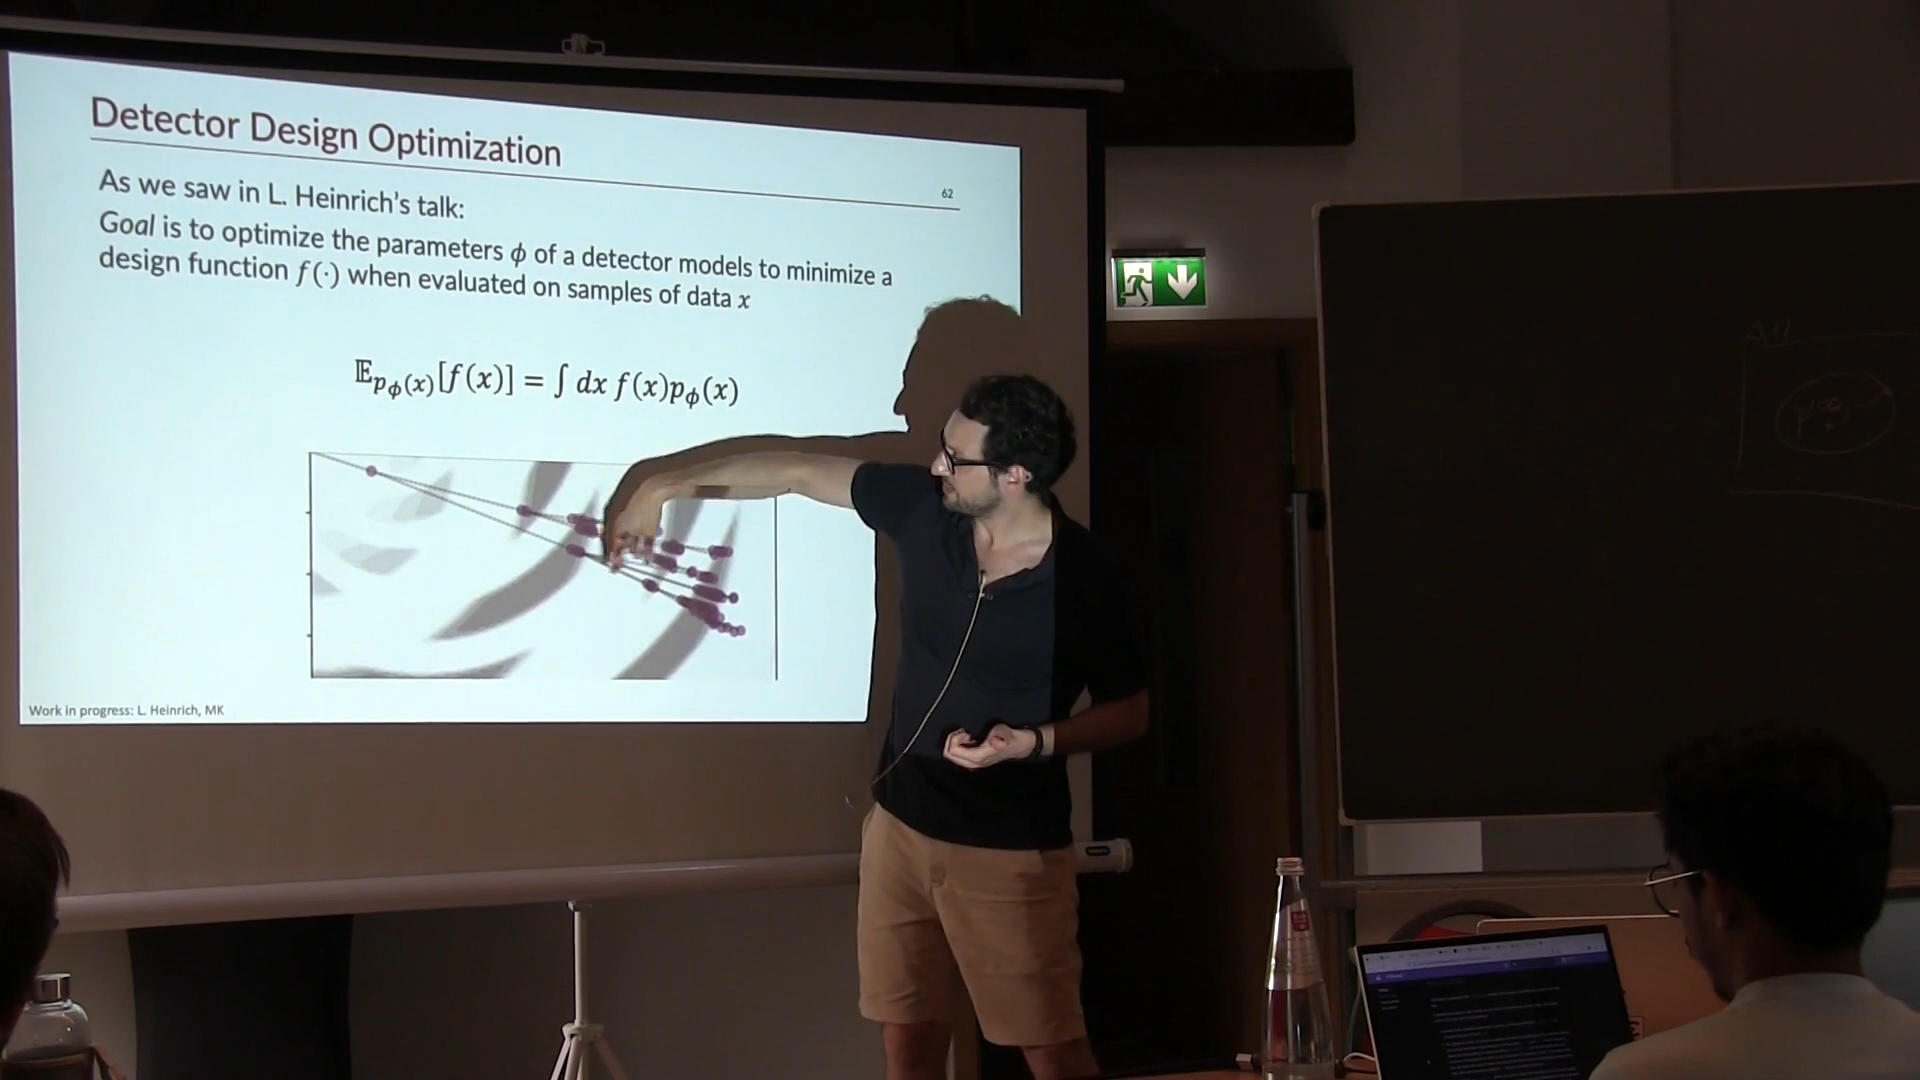 Detector Design Optimization
62
As we saw in L. Heinrich's talk:
Goal is to optimize the parameters ϕ of a detector models to minimize a
design function f(·) when evaluated on samples of data x
𝔼_{p_ϕ(x)}[f(x)] = ∫ dx f(x)p_ϕ(x)
Work in progress: L. Heinrich, MK